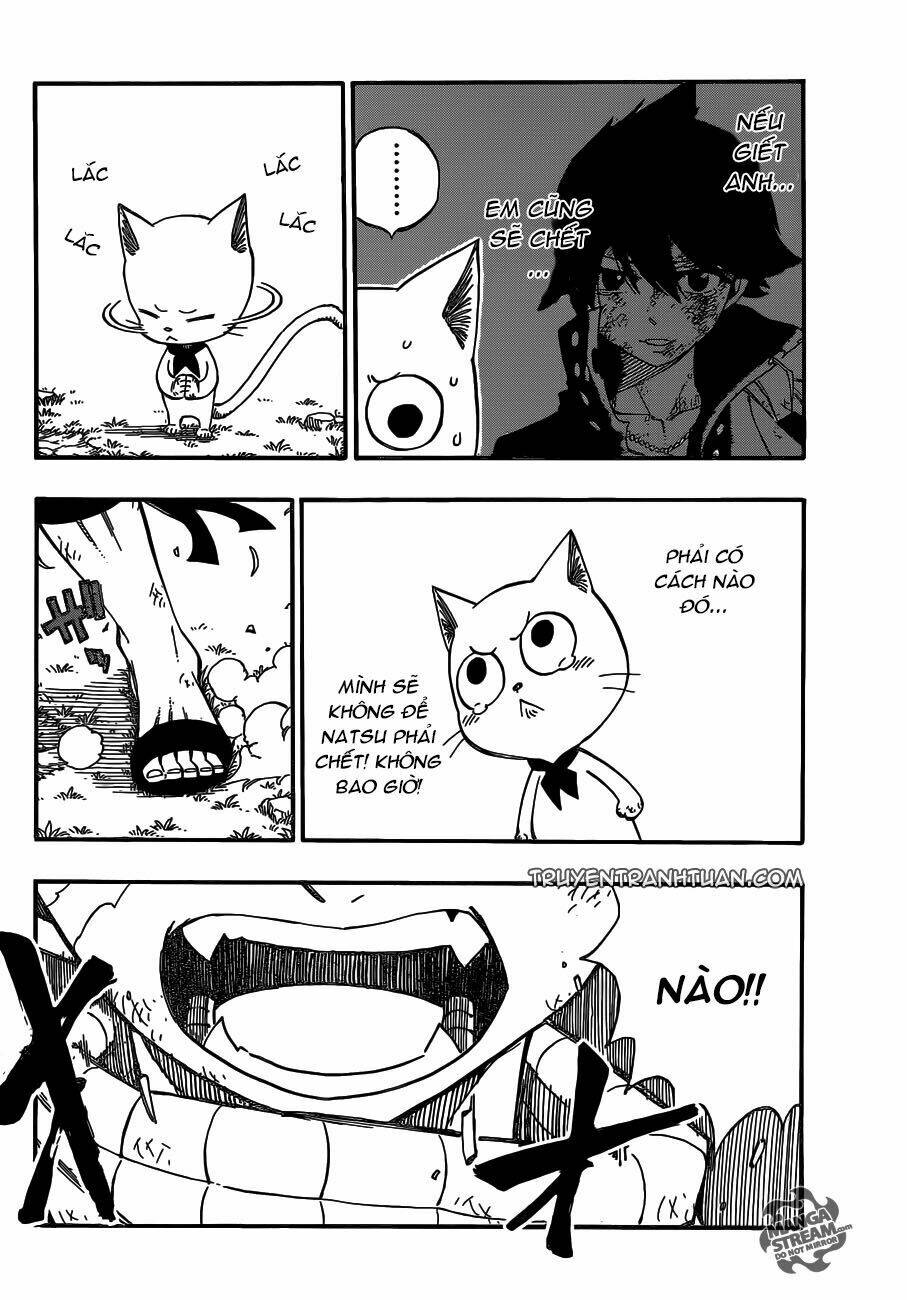 NẾU
GIẾT
ANH...
EM CŨNG
SẼ CHẾT
...
........
LẮC
LẮC
LẮC
LẮC
PHẢI CÓ
CÁCH NÀO
ĐÓ...
MÌNH SẼ
KHÔNG ĐỂ
NATSU PHẢI
CHẾT! KHÔNG
BAO GIỜ!
TRUYENTRANHTUAN.COM
NÀO!!
MANGA
STREAM.com
DO NOT MIRROR!